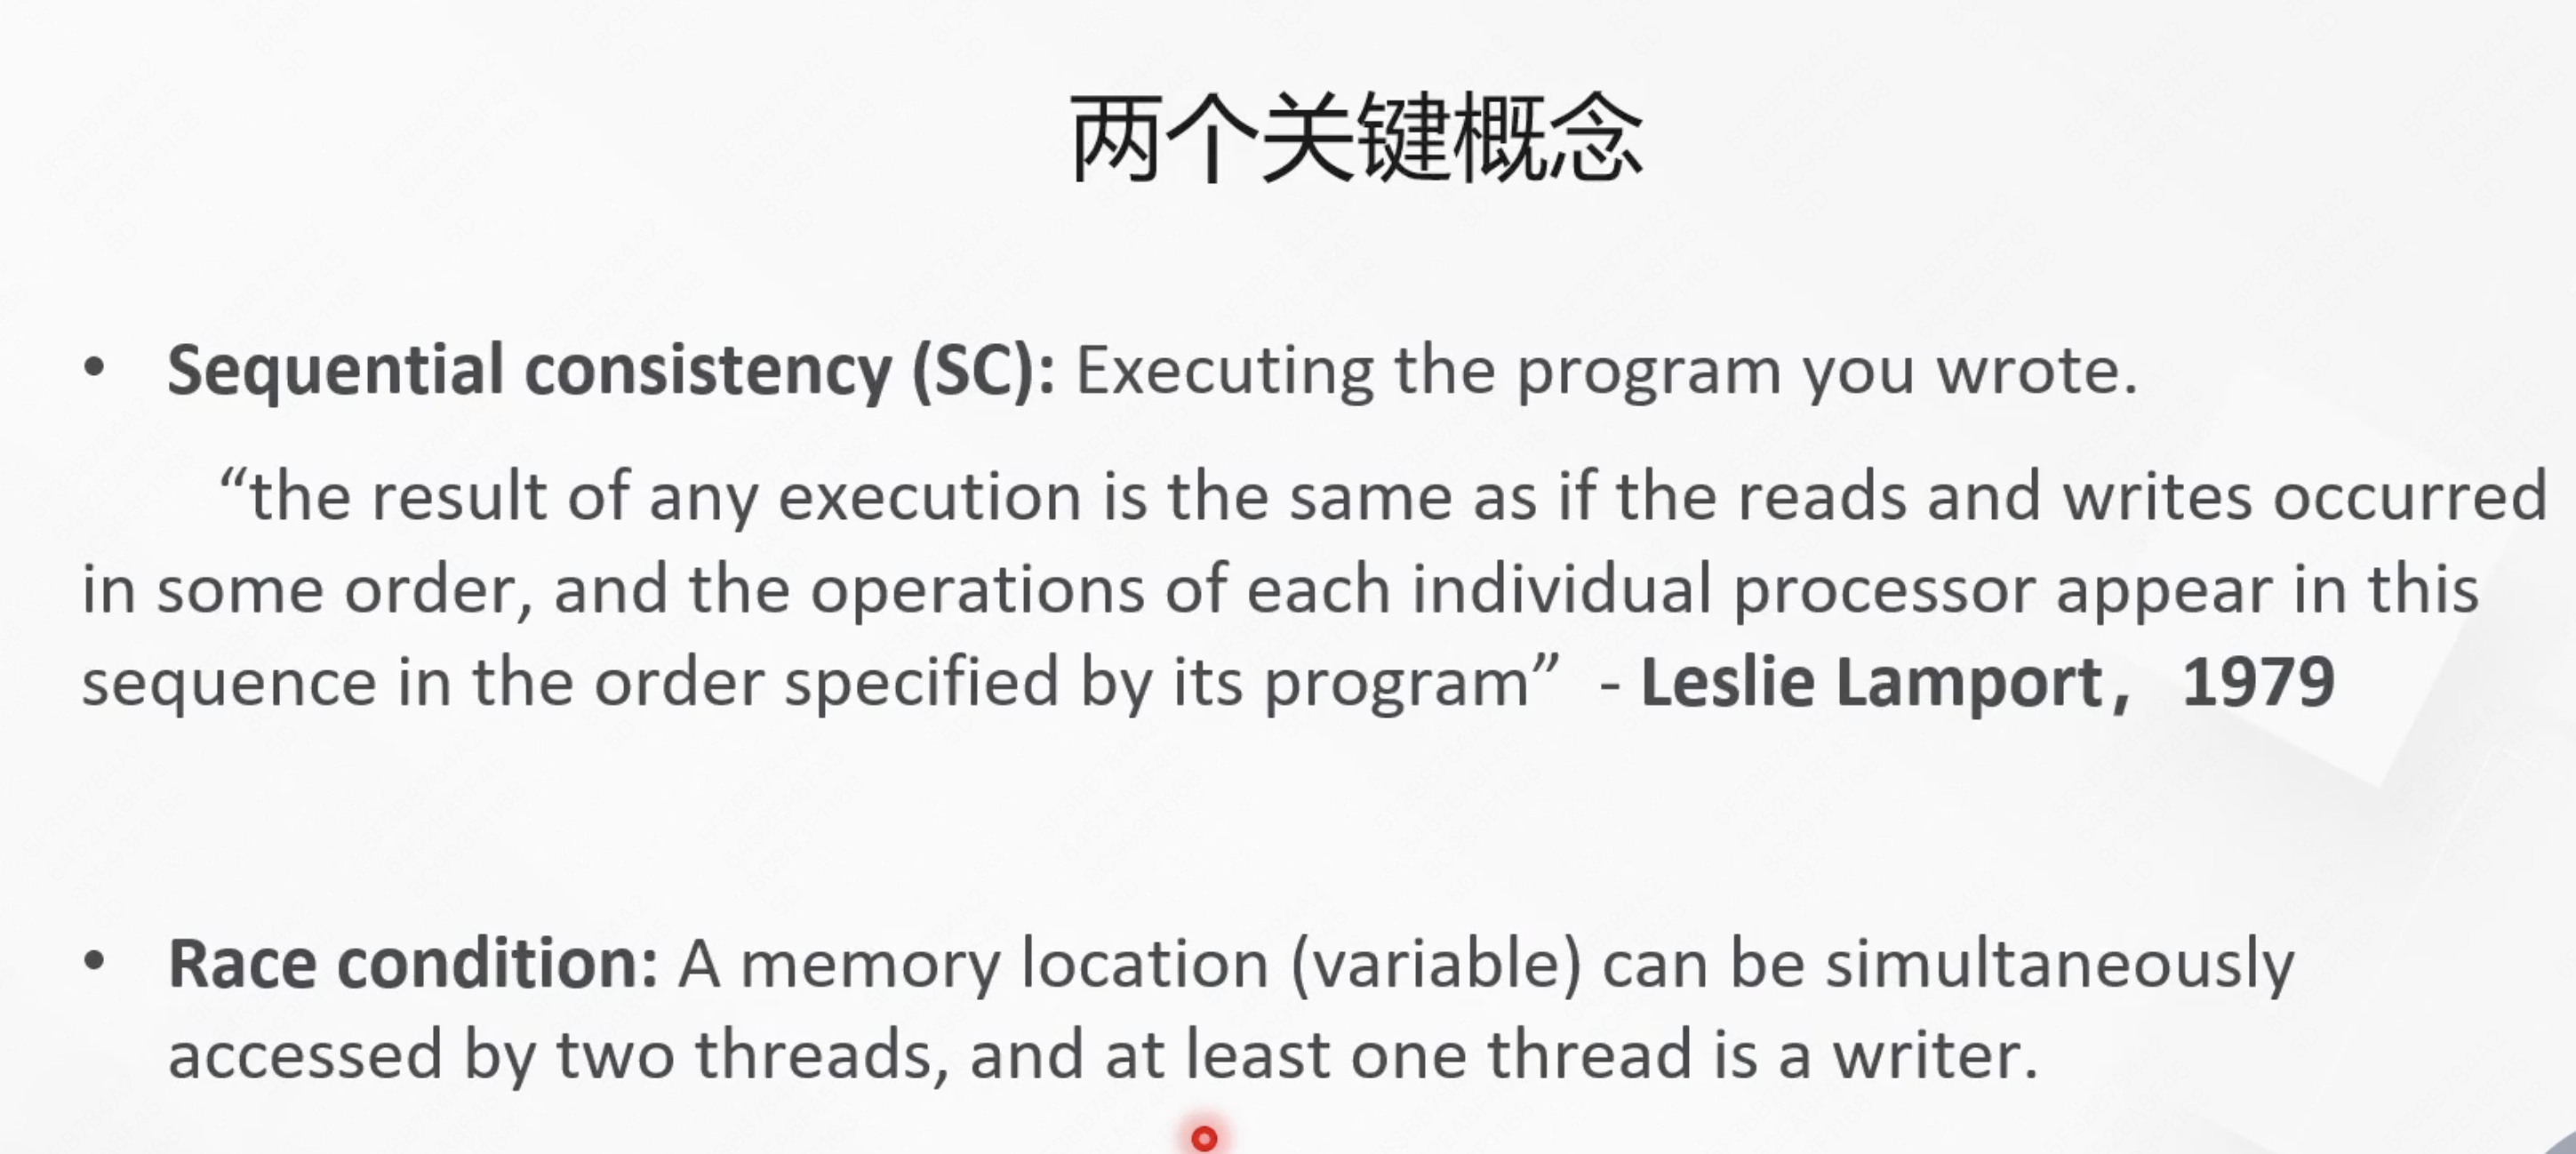 两个关键概念
• Sequential consistency (SC): Executing the program you wrote.
“the result of any execution is the same as if the reads and writes occurred
in some order, and the operations of each individual processor appear in this
sequence in the order specified by its program” - Leslie Lamport，1979
• Race condition: A memory location (variable) can be simultaneously
accessed by two threads, and at least one thread is a writer.